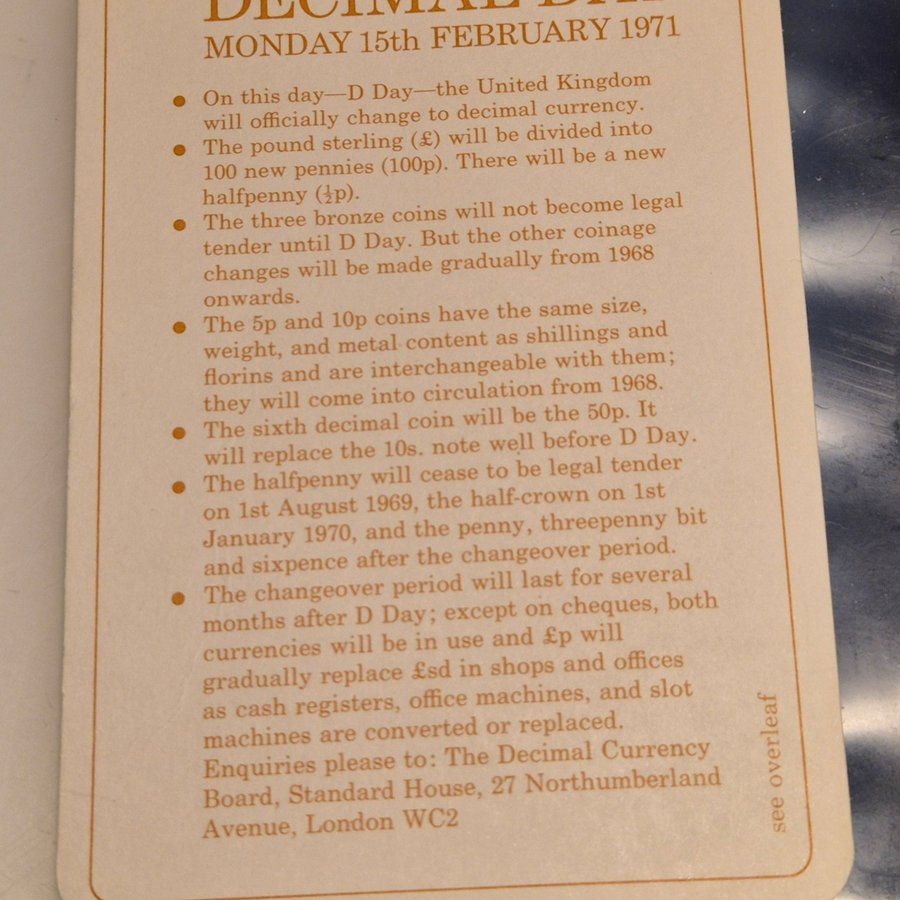 DECIMAL DAY
MONDAY 15th FEBRUARY 1971
● On this day—D Day—the United Kingdom
will officially change to decimal currency.
● The pound sterling (£) will be divided into
100 new pennies (100p). There will be a new
halfpenny (½p).
● The three bronze coins will not become legal
tender until D Day. But the other coinage
changes will be made gradually from 1968
onwards.
● The 5p and 10p coins have the same size,
weight, and metal content as shillings and
florins and are interchangeable with them;
they will come into circulation from 1968.
● The sixth decimal coin will be the 50p. It
will replace the 10s. note well before D Day.
● The halfpenny will cease to be legal tender
on 1st August 1969, the half-crown on 1st
January 1970, and the penny, threepenny bit
and sixpence after the changeover period.
● The changeover period will last for several
months after D Day; except on cheques, both
currencies will be in use and £p will
gradually replace £sd in shops and offices
as cash registers, office machines, and slot
machines are converted or replaced.
Enquiries please to: The Decimal Currency
Board, Standard House, 27 Northumberland
Avenue, London WC2
see overleaf